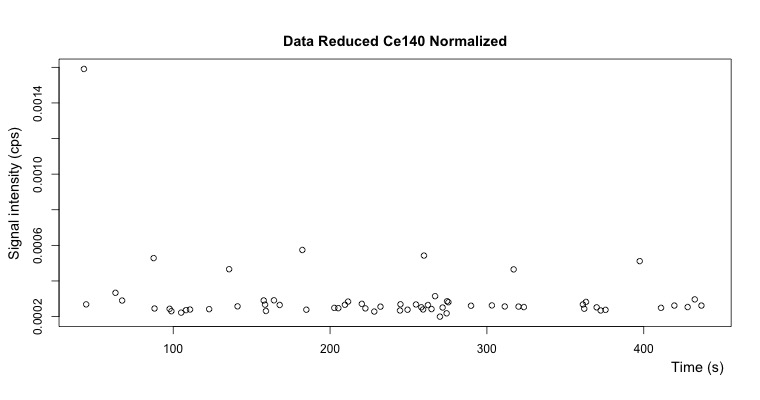 Data Reduced Ce140 Normalized
Signal intensity (cps)
0.0014
0.0010
0.0006
0.0002
100 200 300 400
Time (s)